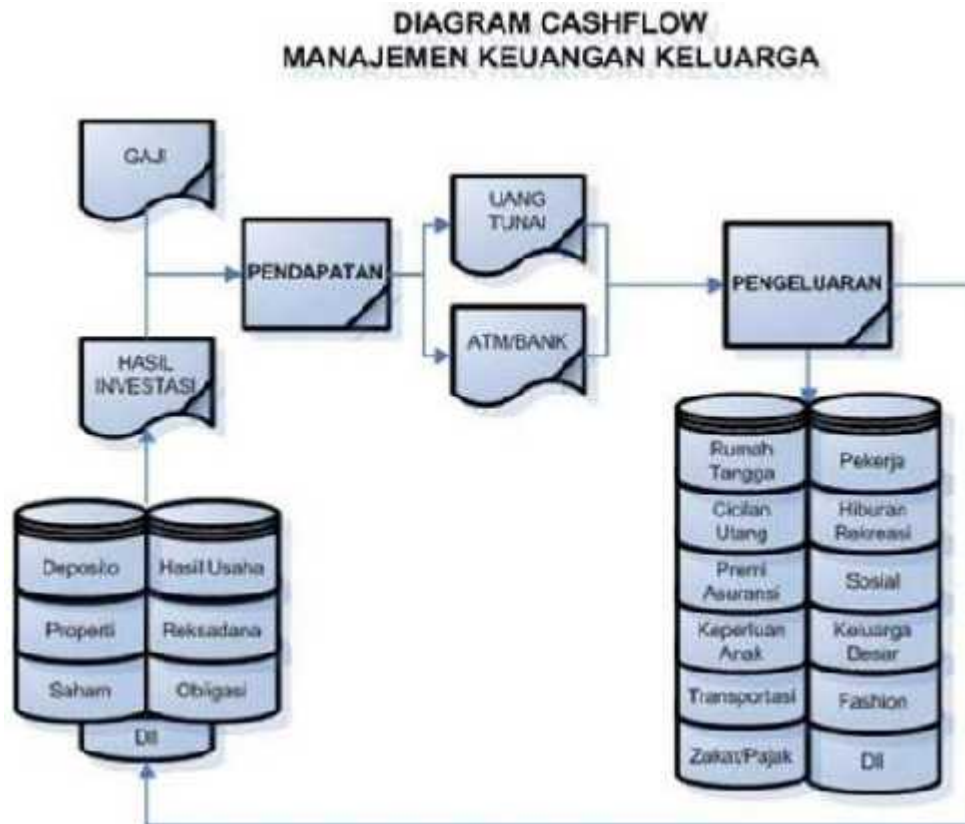 DIAGRAM CASHFLOW
MANAJEMEN KEUANGAN KELUARGA
GAJI
UANG
TUNAI
PENDAPATAN
PENGELUARAN
ATM/BANK
HASIL
INVESTASI
Rumah
Tangga
Pekerja
Cicilan
Utang
Hiburan
Rekreasi
Premi
Asuransi
Sosial
Keperluan
Anak
Keluarga
Besar
Transportasi
Fashion
Zakat/Pajak
Dll
Deposito
Hasil Usaha
Properti
Reksadana
Saham
Obligasi
Dll